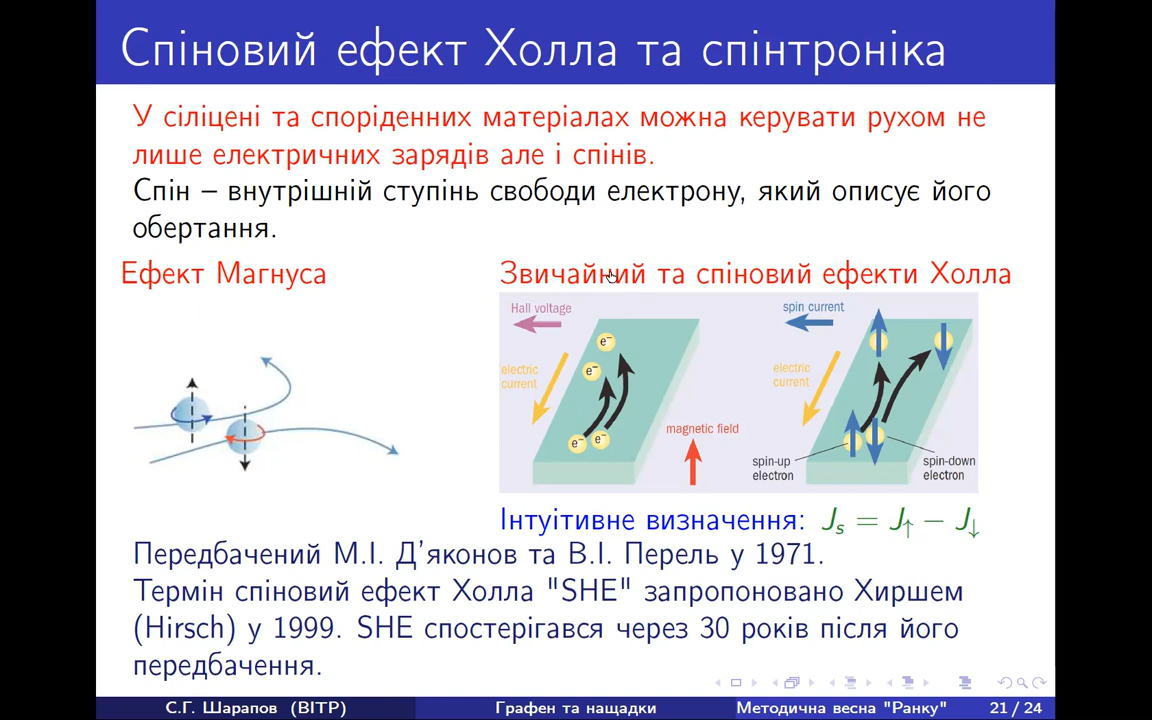 Спіновий ефект Холла та спінтроніка
У сіліцені та споріденних матеріалах можна керувати рухом не
лише електричних зарядів але і спінів.
Спін – внутрішній ступінь свободи електрону, який описує його
обертання.
Ефект Магнуса
Звичайний та спіновий ефекти Холла
Hall voltage
electric
current
e⁻
e⁻
e⁻
e⁻
magnetic field
spin current
electric
current
spin-up
electron
spin-down
electron
Інтуітивне визначення: Jₛ = J↑ − J↓
Передбачений М.І. Д'яконов та В.І. Перель у 1971.
Термін спіновий ефект Холла "SHE" запропоновано Хиршем
(Hirsch) у 1999. SHE спостерігався через 30 років після його
передбачення.
С.Г. Шарапов (ВІТР)
Графен та нащадки
Методична весна "Ранку"
21 / 24